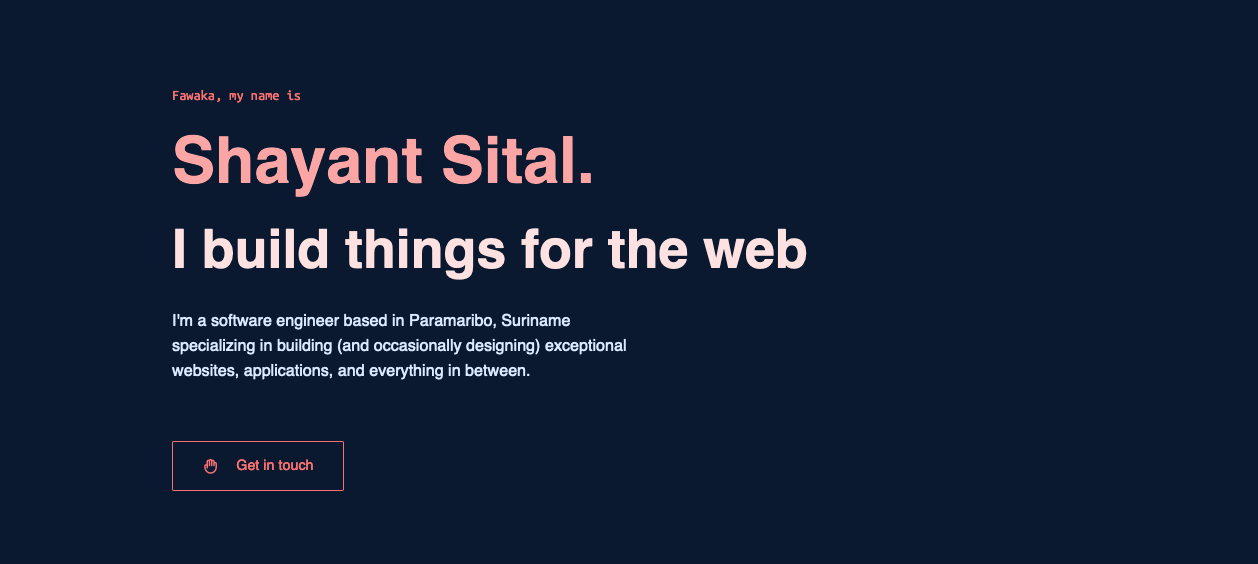 Fawaka, my name is
Shayant Sital.
I build things for the web
I'm a software engineer based in Paramaribo, Suriname
specializing in building (and occasionally designing) exceptional
websites, applications, and everything in between.
Get in touch